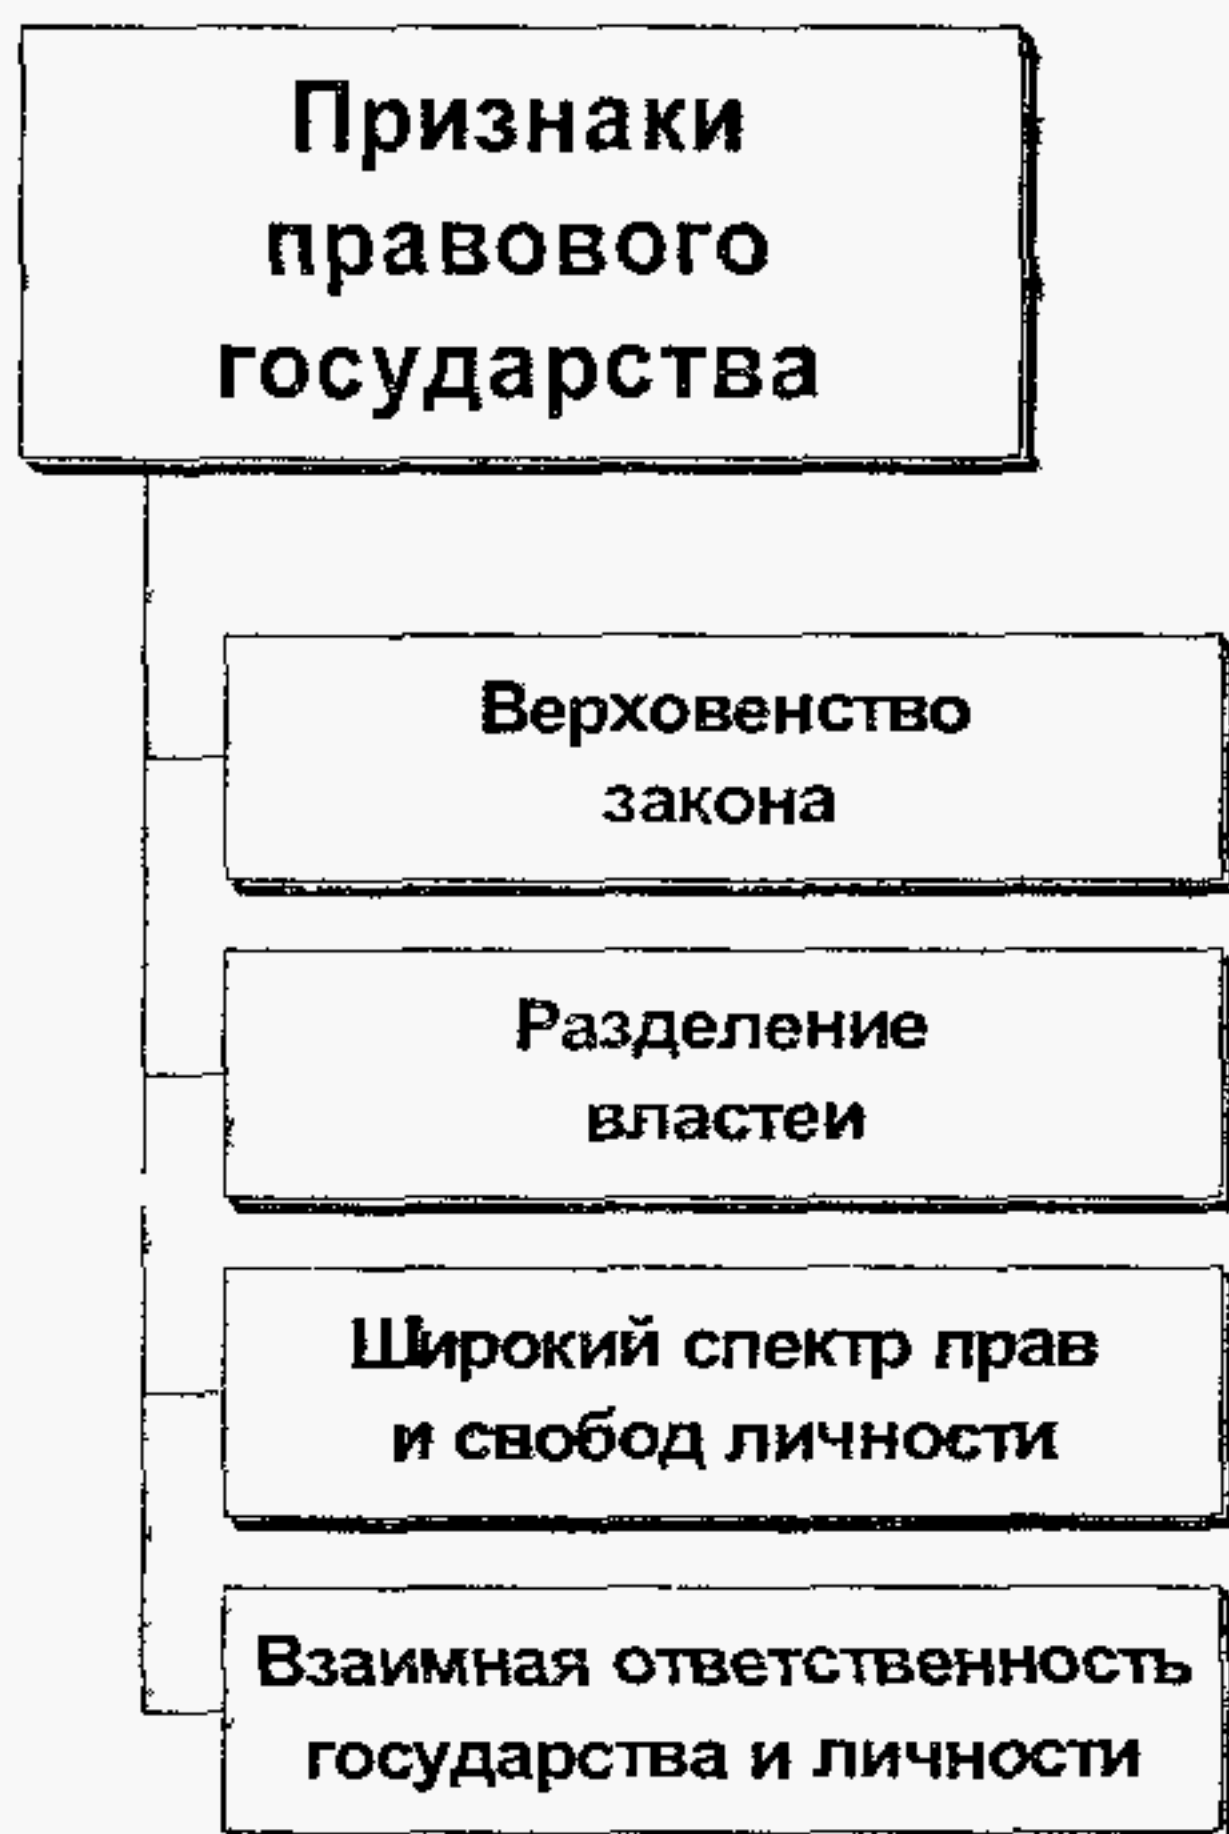 Признаки
правового
государства
Верховенство
закона
Разделение
властеи
Широкий спектр прав
и свобод личности
Взаимная ответственность
государства и личности